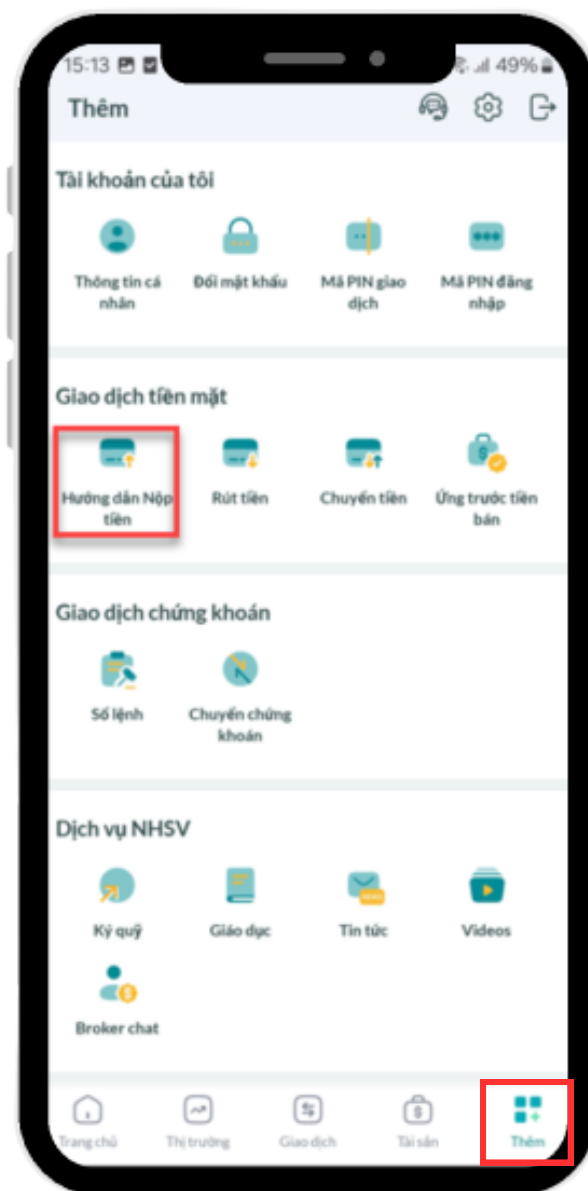 15:13
49%
Thêm
Tài khoản của tôi
Thông tin cá
nhân
Đổi mật khẩu
Mã PIN giao
dịch
Mã PIN đăng
nhập
Giao dịch tiền mặt
Hướng dẫn Nộp
tiền
Rút tiền
Chuyển tiền
Ứng trước tiền
bán
Giao dịch chứng khoán
Sổ lệnh
Chuyển chứng
khoán
Dịch vụ NHSV
Ký quỹ
Giáo dục
Tin tức
Videos
Broker chat
Trang chủ
Thị trường
Giao dịch
Tài sản
Thêm